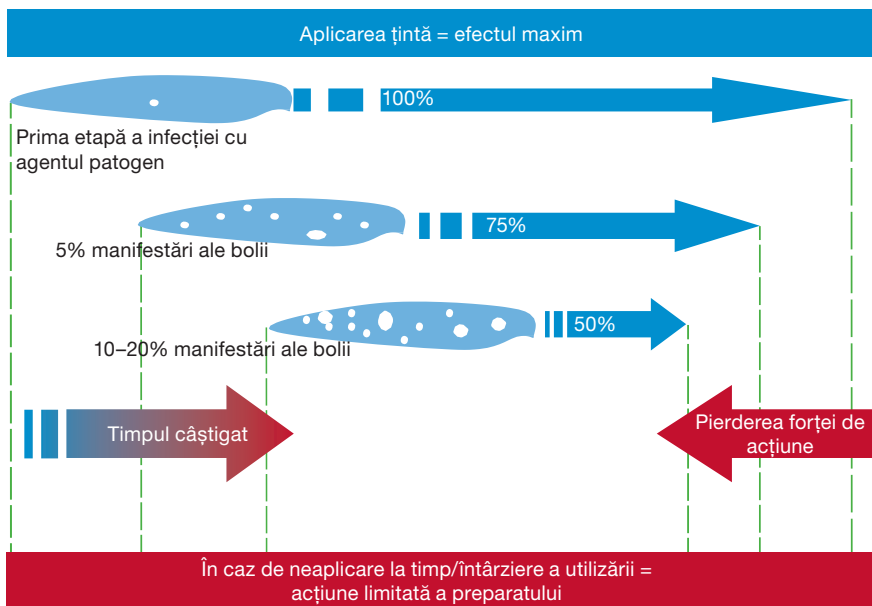 Aplicarea țintă = efectul maxim
100%
Prima etapă a infecției cu
agentul patogen
75%
5% manifestări ale bolii
50%
10–20% manifestări ale bolii
Timpul câștigat
Pierderea forței de
acțiune
În caz de neaplicare la timp/întârziere a utilizării =
acțiune limitată a preparatului